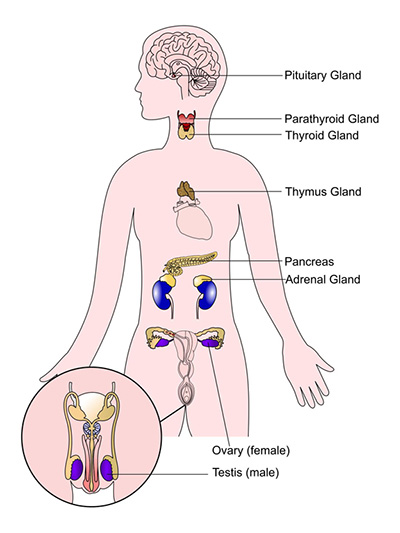 Pituitary Gland
Parathyroid Gland
Thyroid Gland
Thymus Gland
Pancreas
Adrenal Gland
Ovary (female)
Testis (male)